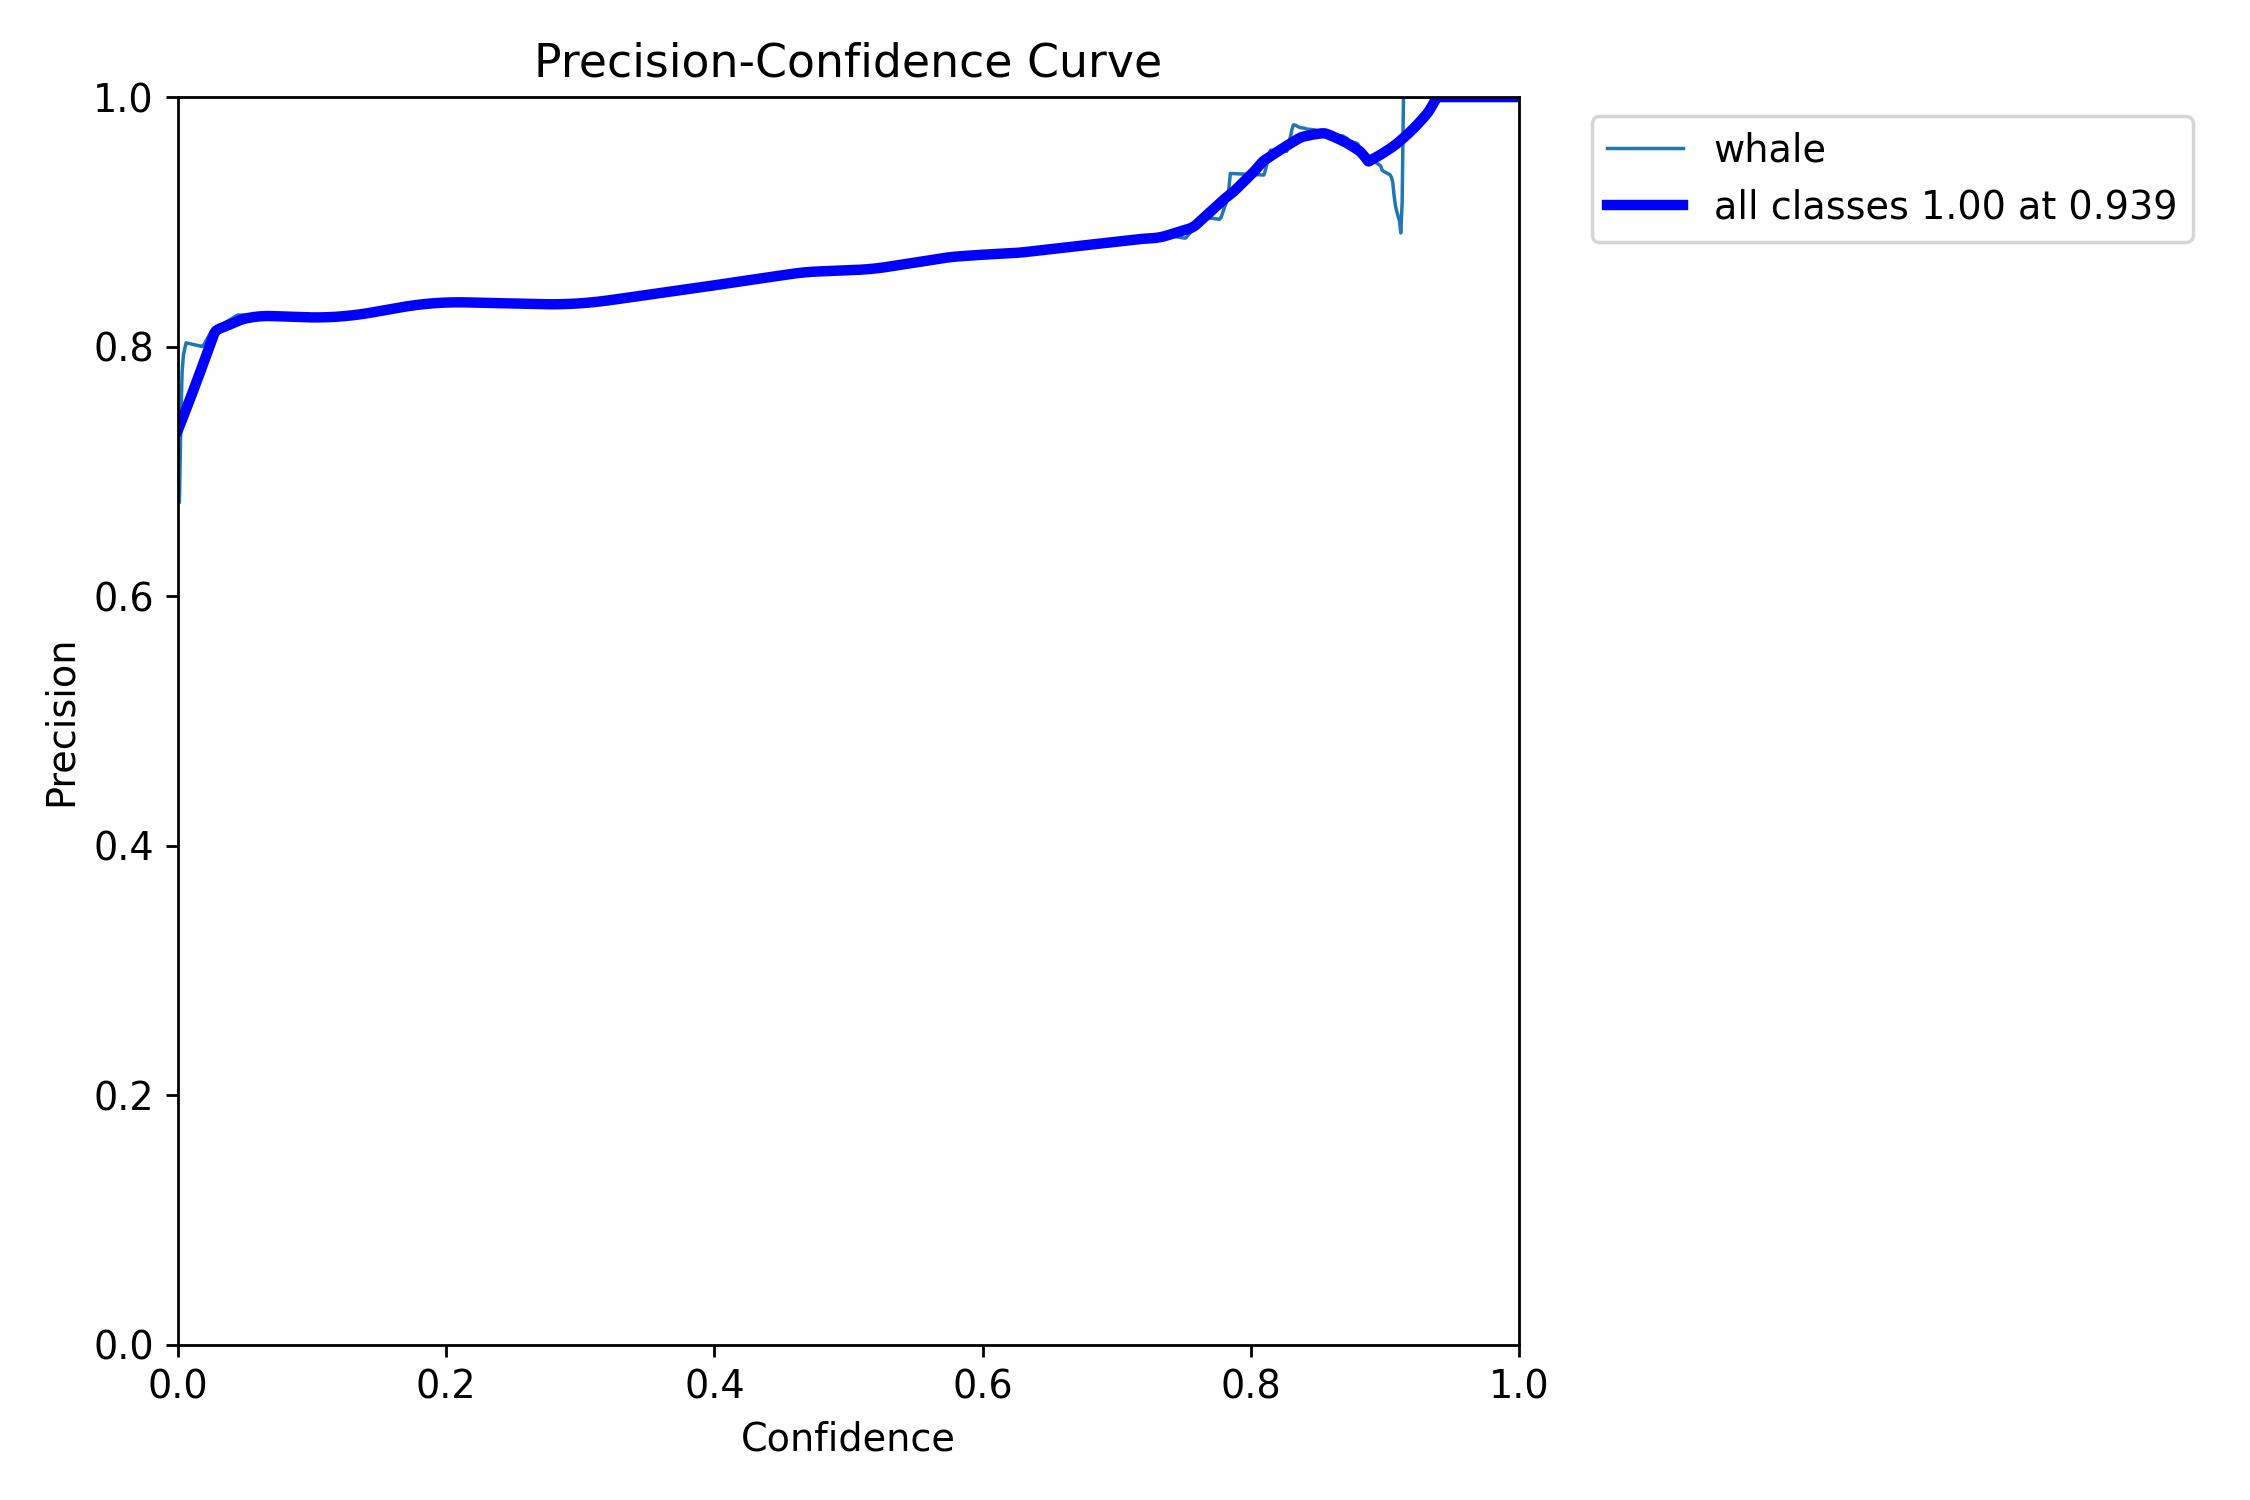 Precision-Confidence Curve
1.0
0.8
0.6
0.4
0.2
0.0
Precision
0.0 0.2 0.4 0.6 0.8 1.0
Confidence
whale
all classes 1.00 at 0.939